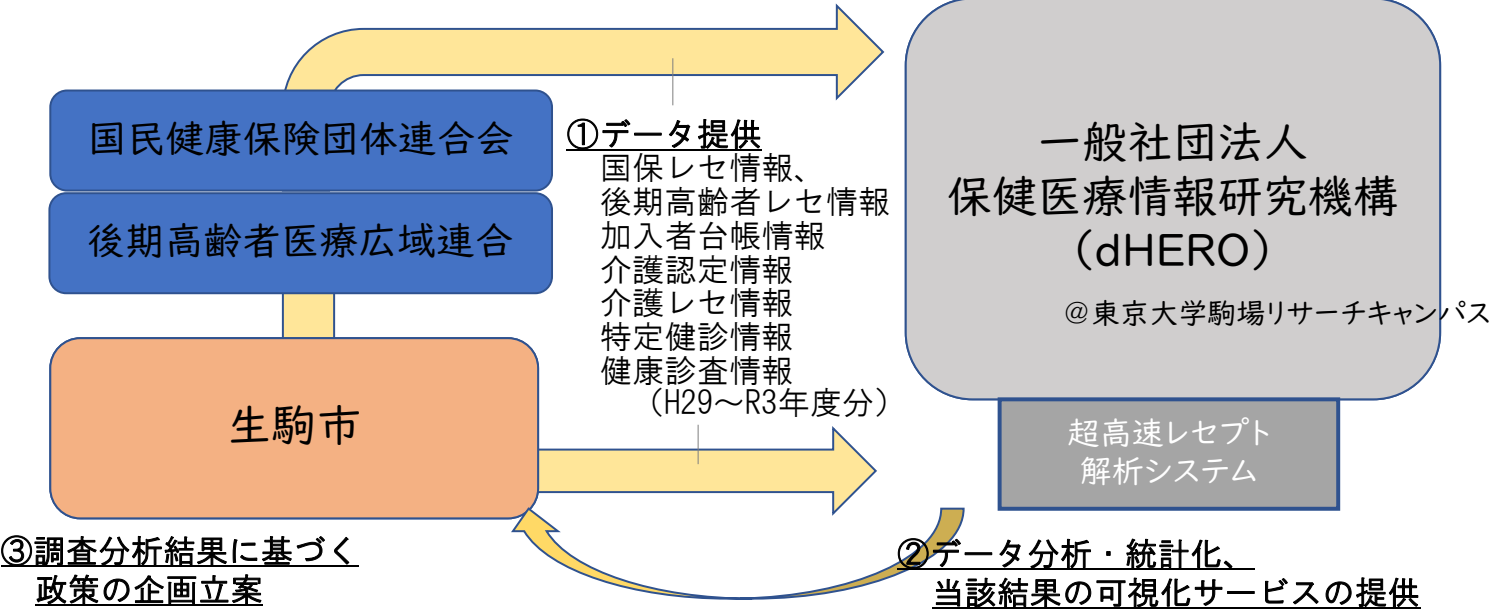 国民健康保険団体連合会
後期高齢者医療広域連合
生駒市
①データ提供
国保レセ情報、
後期高齢者レセ情報
加入者台帳情報
介護認定情報
介護レセ情報
特定健診情報
健康診査情報
（H29～R3年度分）
一般社団法人
保健医療情報研究機構
（dHERO）
＠東京大学駒場リサーチキャンパス
超高速レセプト
解析システム
②データ分析・統計化、
当該結果の可視化サービスの提供
③調査分析結果に基づく
政策の企画立案